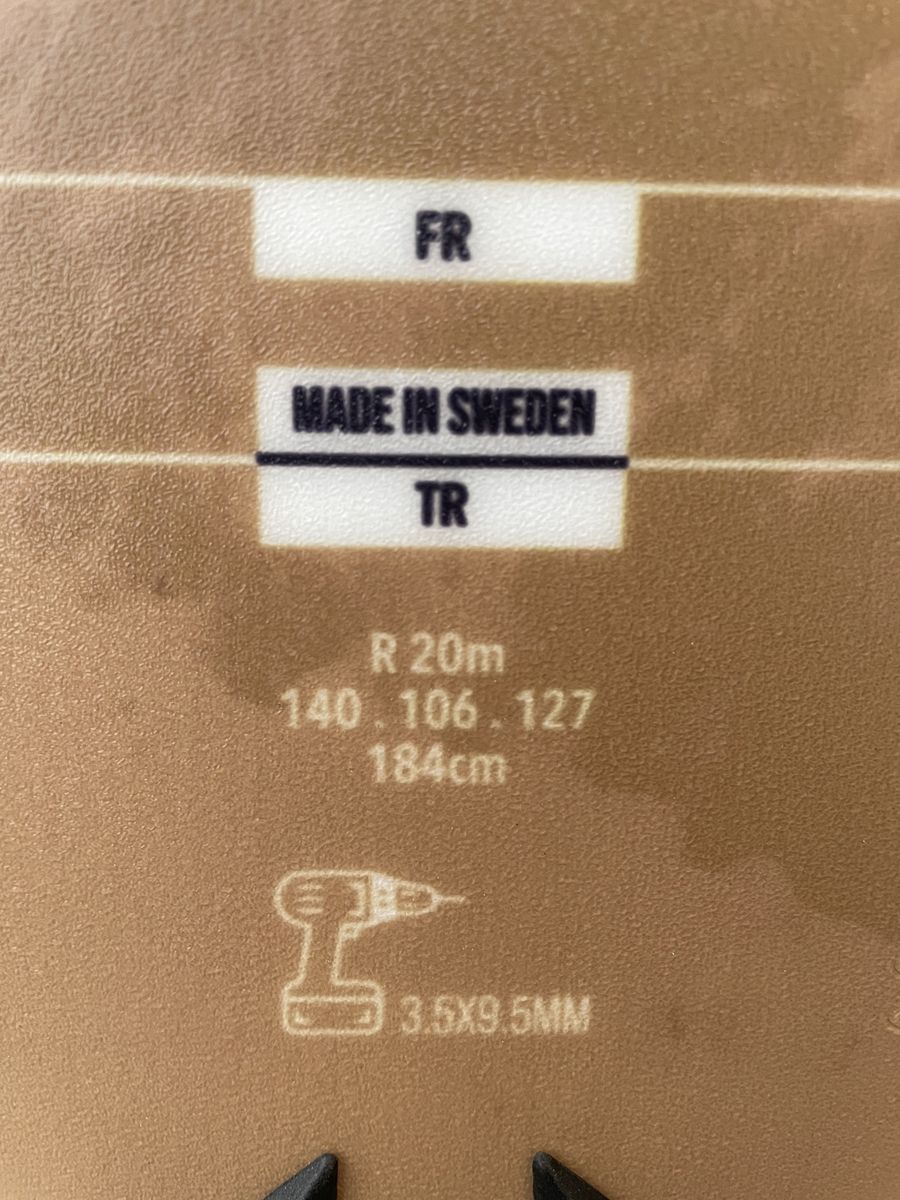 FR
MADE IN SWEDEN
TR
R 20m
140 . 106 . 127
184cm
3.5X9.5MM